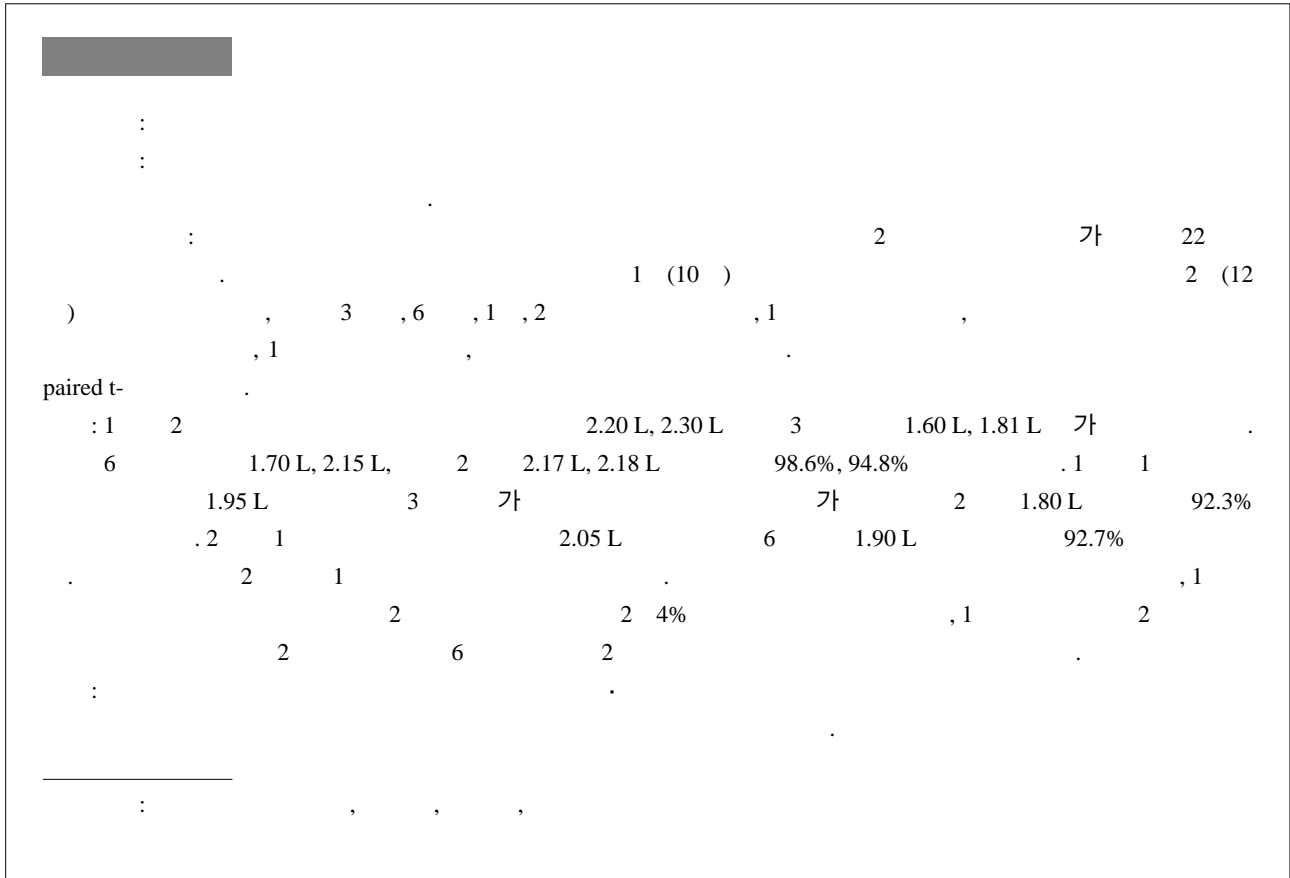 :
:
.
: 2 가 22
. 1 (10 ) 2 (12
) , 3 , 6 , 1 , 2 , 1 ,
, 1 , .
paired t- .
: 1 2 2.20 L, 2.30 L 3 1.60 L, 1.81 L 가 .
6 1.70 L, 2.15 L, 2 2.17 L, 2.18 L 98.6%, 94.8% . 1 1
1.95 L 3 가 가 2 1.80 L 92.3%
. 2 1 2.05 L 6 1.90 L 92.7%
. 2 1 . , 1
2 2 4% , 1 2
2 6 2 .
: ·
.
: , , ,